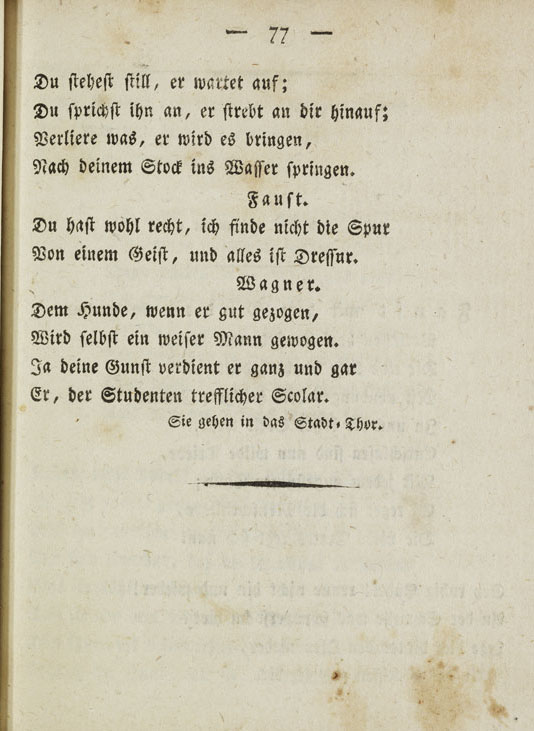 — 77 —
Du stehest still, er wartet auf;
Du sprichst ihn an, er strebt an dir hinauf;
Verliere was, er wird es bringen,
Nach deinem Stock ins Wasser springen.
Faust.
Du hast wohl recht, ich finde nicht die Spur
Von einem Geist, und alles ist Dressur.
Wagner.
Dem Hunde, wenn er gut gezogen,
Wird selbst ein weiser Mann gewogen.
Ja deine Gunst verdient er ganz und gar
Er, der Studenten trefflicher Scolar.
Sie gehen in das Stadt-Thor.